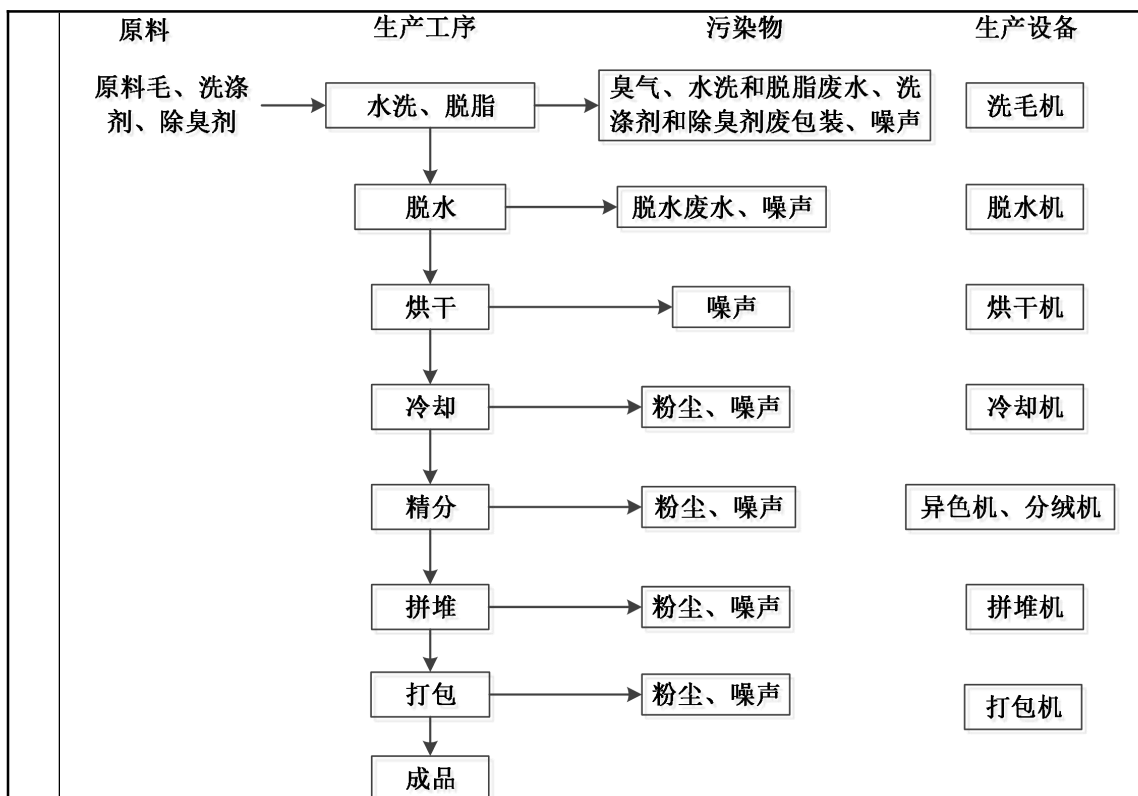 原料 生产工序 污染物 生产设备
原料毛、洗涤
剂、除臭剂
水洗、脱脂
臭气、水洗和脱脂废水、洗
涤剂和除臭剂废包装、噪声
洗毛机
脱水 脱水废水、噪声 脱水机
烘干 噪声 烘干机
冷却 粉尘、噪声 冷却机
精分 粉尘、噪声 异色机、分绒机
拼堆 粉尘、噪声 拼堆机
打包 粉尘、噪声 打包机
成品